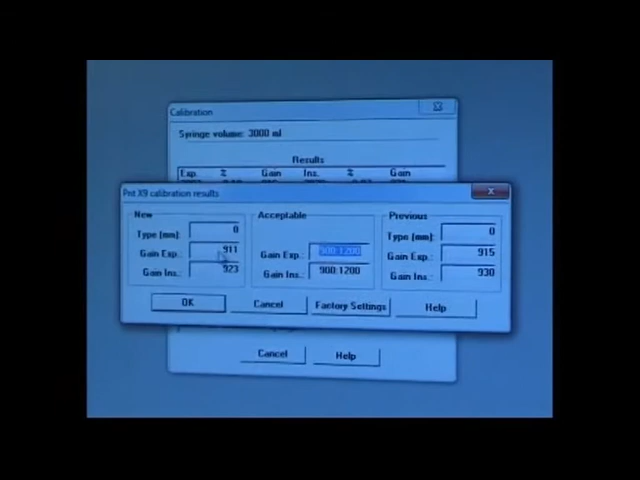 Calibration
Syringe volume: 3000 ml
Results
Exp. % Gain Ins. % Gain
Pnt X9 calibration results
New
Type (mm): 0
Gain Exp.: 911
Gain Ins.: 923
Acceptable
Gain Exp.: 900:1200
Gain Ins.: 900:1200
Previous
Type (mm): 0
Gain Exp.: 915
Gain Ins.: 930
OK Cancel Factory Settings Help
Cancel Help